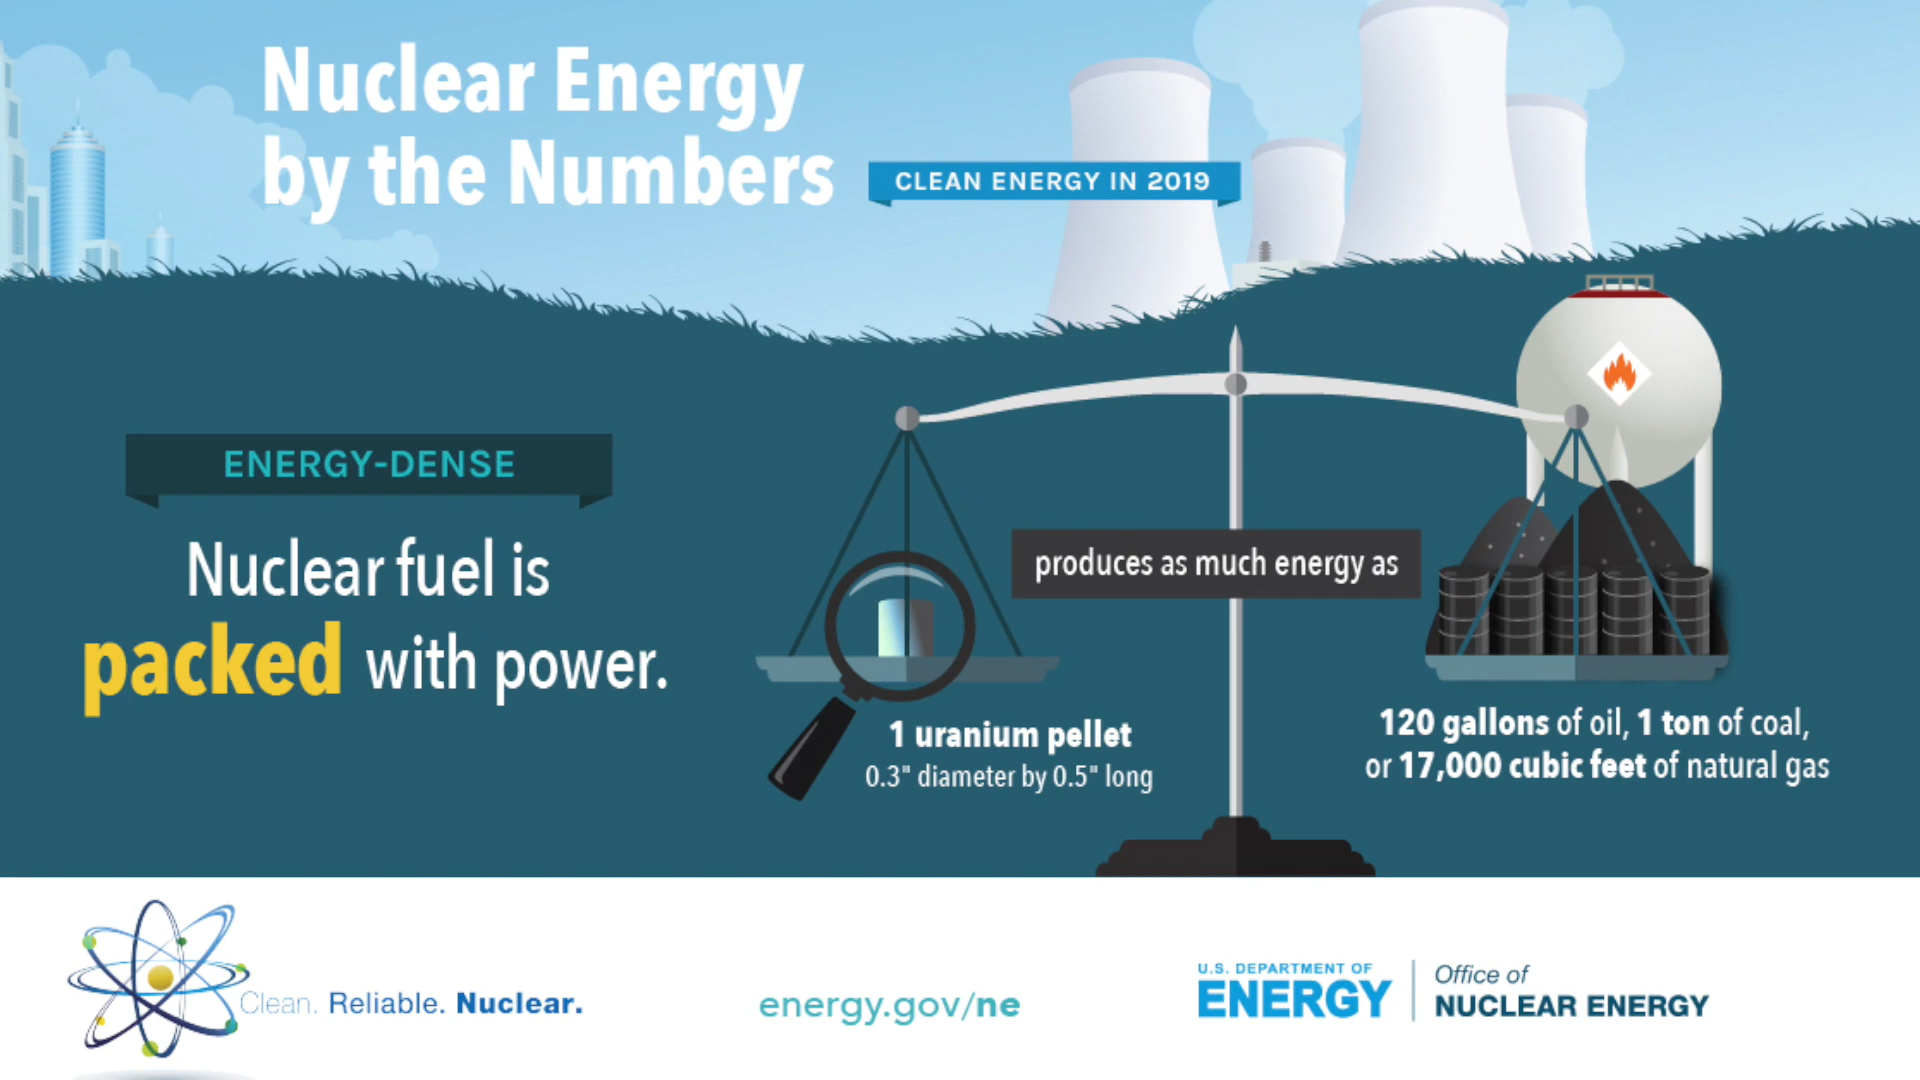 Nuclear Energy
by the Numbers
CLEAN ENERGY IN 2019
ENERGY-DENSE
Nuclear fuel is
packed with power.
produces as much energy as
1 uranium pellet
0.3" diameter by 0.5" long
120 gallons of oil, 1 ton of coal,
or 17,000 cubic feet of natural gas
Clean. Reliable. Nuclear.
energy.gov/ne
U.S. DEPARTMENT OF
ENERGY
Office of
NUCLEAR ENERGY